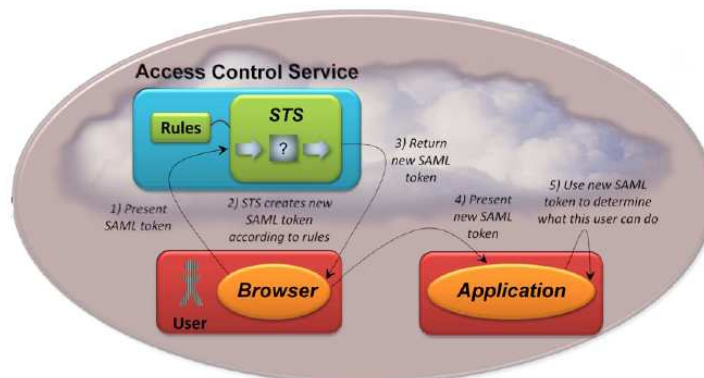 Access Control Service
Rules
STS
?
1) Present
SAML token
2) STS creates new
SAML token
according to rules
3) Return
new SAML
token
4) Present
new SAML
token
5) Use new SAML
token to determine
what this user can do
User
Browser
Application